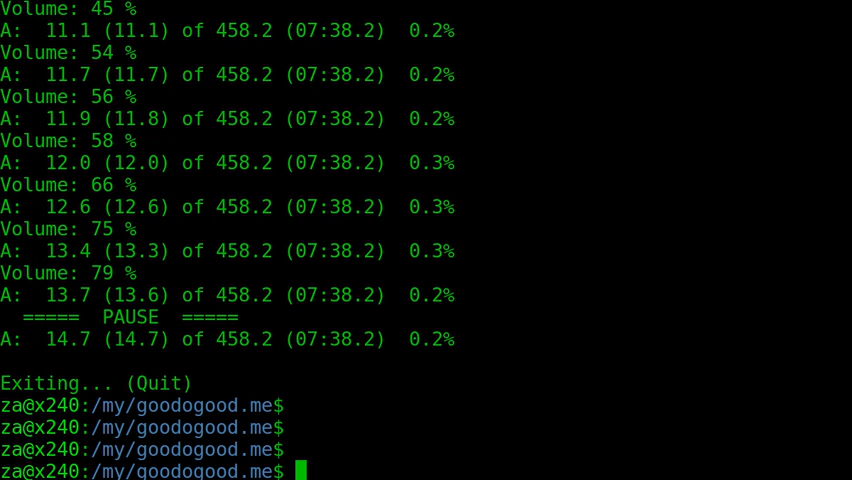 Volume: 45 %
A:  11.1 (11.1) of 458.2 (07:38.2)  0.2%
Volume: 54 %
A:  11.7 (11.7) of 458.2 (07:38.2)  0.2%
Volume: 56 %
A:  11.9 (11.8) of 458.2 (07:38.2)  0.2%
Volume: 58 %
A:  12.0 (12.0) of 458.2 (07:38.2)  0.3%
Volume: 66 %
A:  12.6 (12.6) of 458.2 (07:38.2)  0.3%
Volume: 75 %
A:  13.4 (13.3) of 458.2 (07:38.2)  0.3%
Volume: 79 %
A:  13.7 (13.6) of 458.2 (07:38.2)  0.2%
  =====  PAUSE  =====
A:  14.7 (14.7) of 458.2 (07:38.2)  0.2%

Exiting... (Quit)
za@x240:/my/goodogood.me$
za@x240:/my/goodogood.me$
za@x240:/my/goodogood.me$
za@x240:/my/goodogood.me$